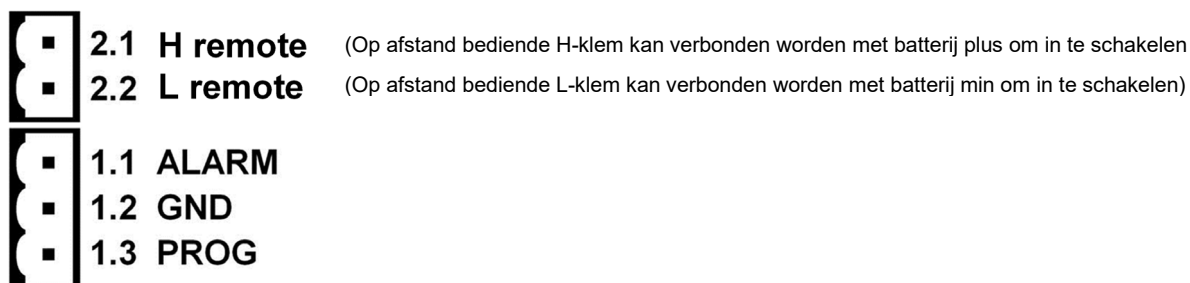 2.1 H remote (Op afstand bediende H-klem kan verbonden worden met batterij plus om in te schakelen
2.2 L remote (Op afstand bediende L-klem kan verbonden worden met batterij min om in te schakelen)
1.1 ALARM
1.2 GND
1.3 PROG